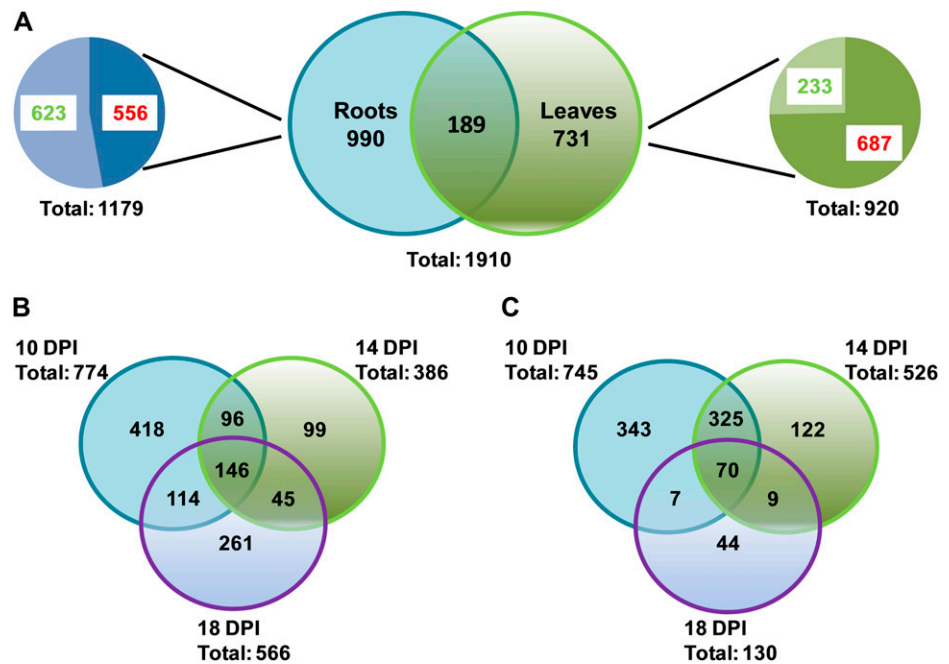 A
623
556
Total: 1179
Roots
990
189
Leaves
731
Total: 1910
233
687
Total: 920
B
10 DPI
Total: 774
14 DPI
Total: 386
418
96
99
146
114
45
261
18 DPI
Total: 566
C
10 DPI
Total: 745
14 DPI
Total: 526
343
325
122
70
7
9
44
18 DPI
Total: 130